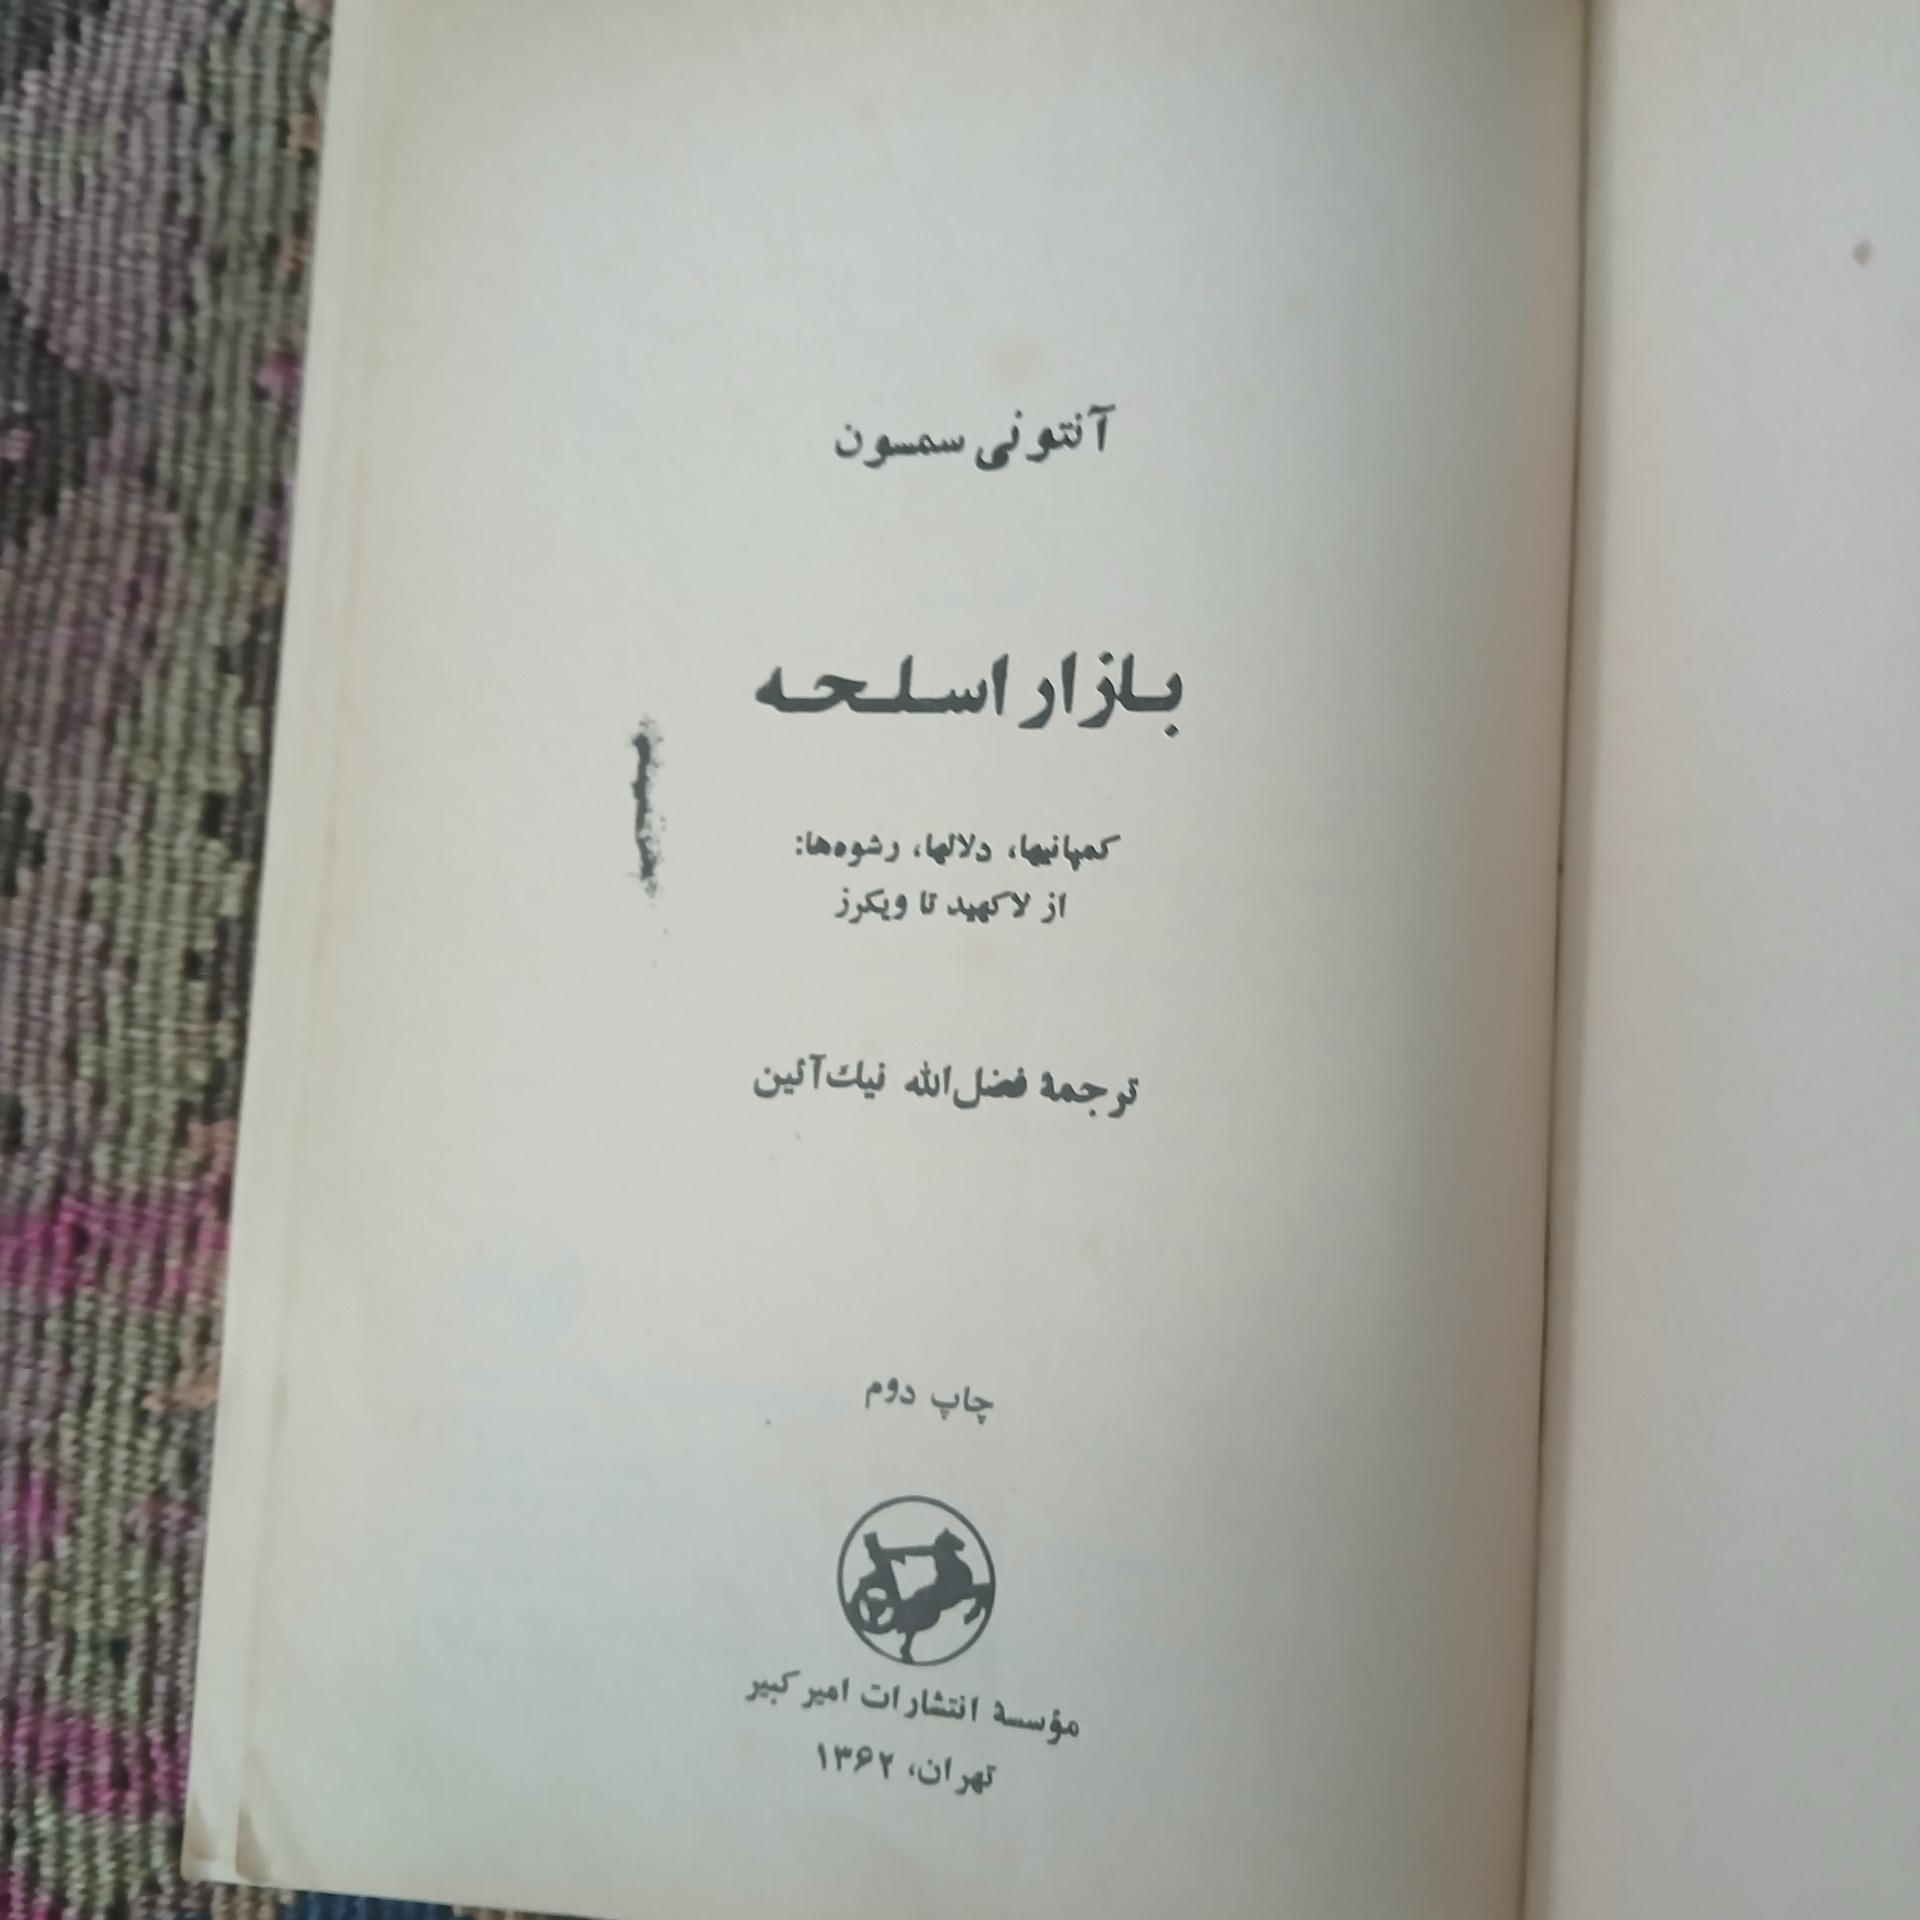 آنتونی سمسون
بازار اسلحه
کمپانیها، دلالها، رشوه‌ها:
از لاکهید تا ویکرز
ترجمهٔ فضل‌الله نیك‌آئین
چاپ دوم
مؤسسهٔ انتشارات امیرکبیر
تهران، ۱۳۶۲